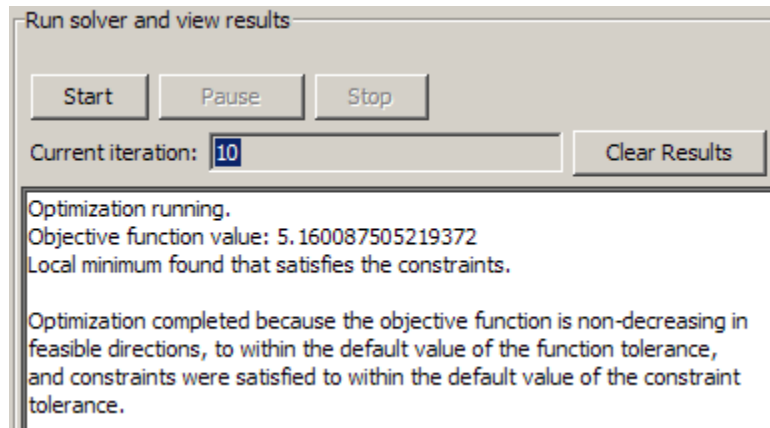 Run solver and view results
Start Pause Stop
Current iteration: 10 Clear Results
Optimization running.
Objective function value: 5.160087505219372
Local minimum found that satisfies the constraints.
Optimization completed because the objective function is non-decreasing in
feasible directions, to within the default value of the function tolerance,
and constraints were satisfied to within the default value of the constraint
tolerance.